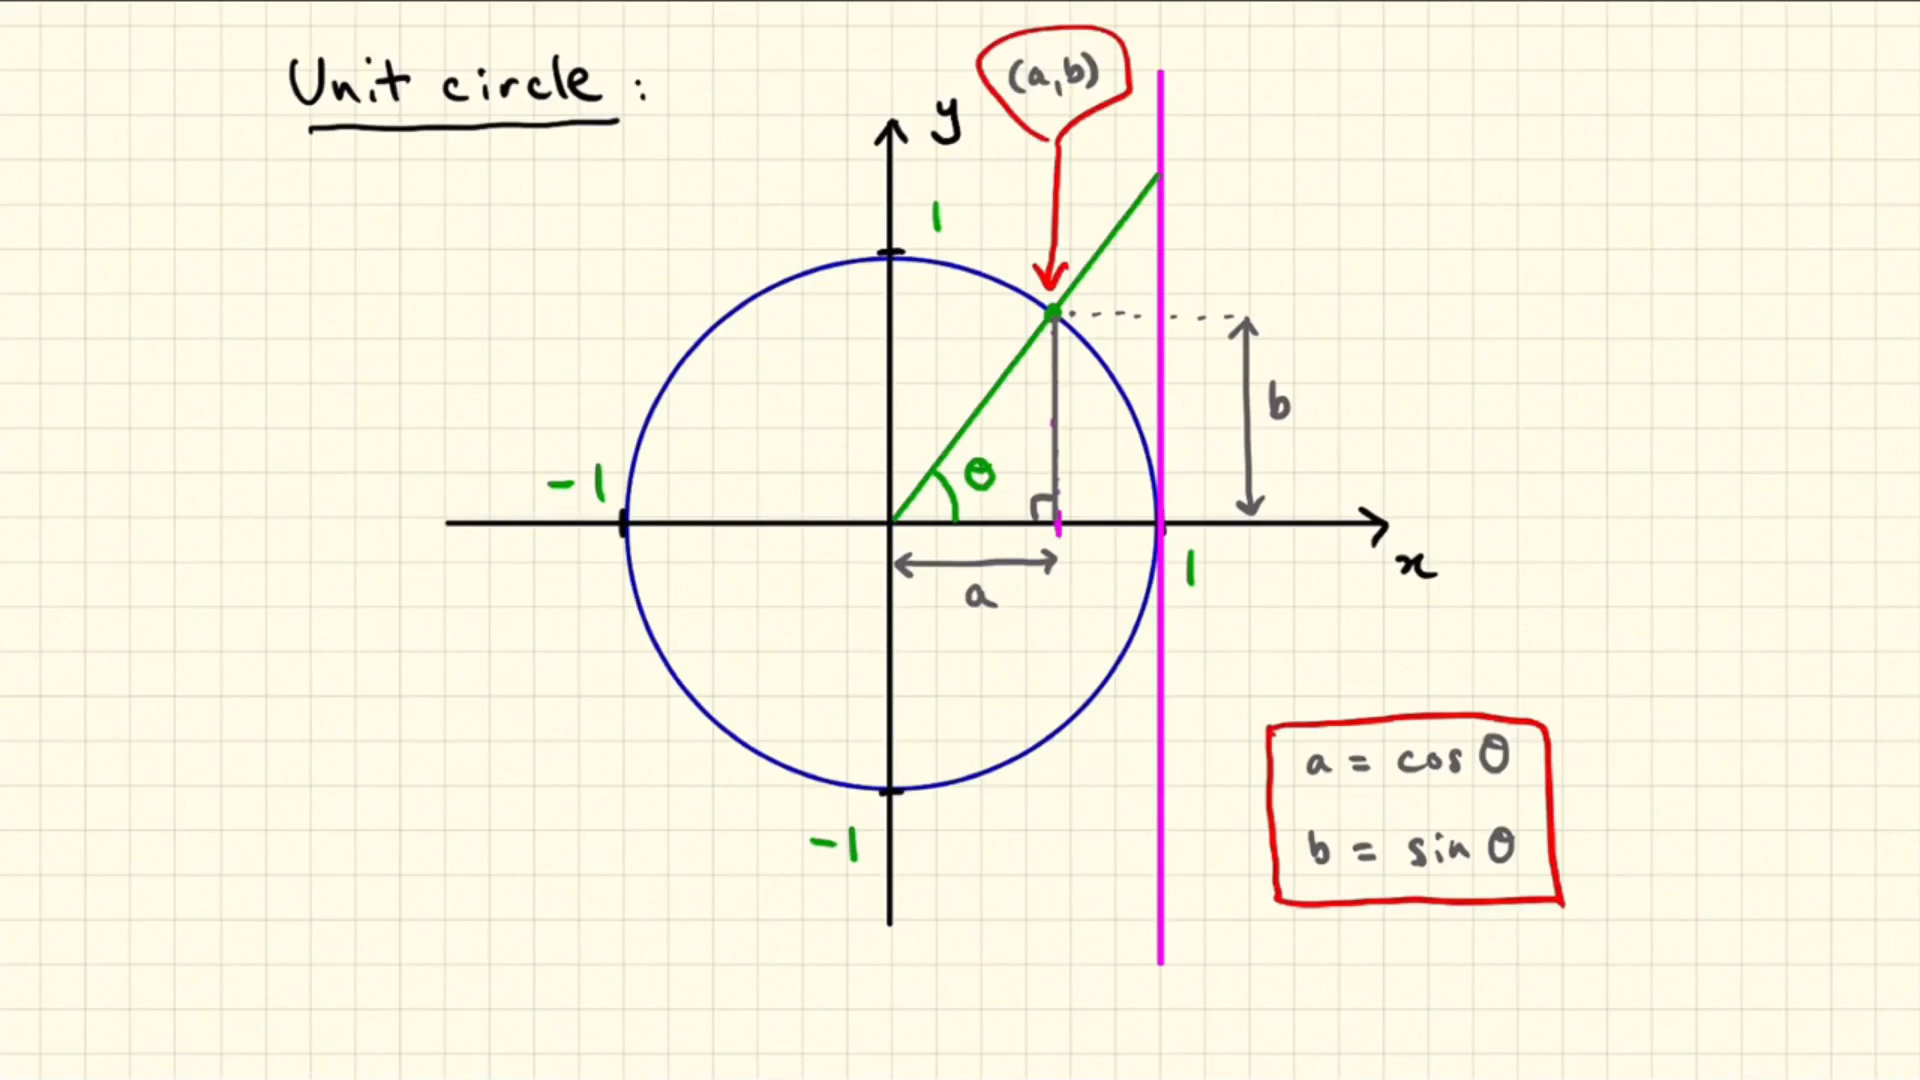 Unit circle :
(a,b)
y
1
b
θ
-1
x
1
a
a = cos θ
b = sin θ
-1